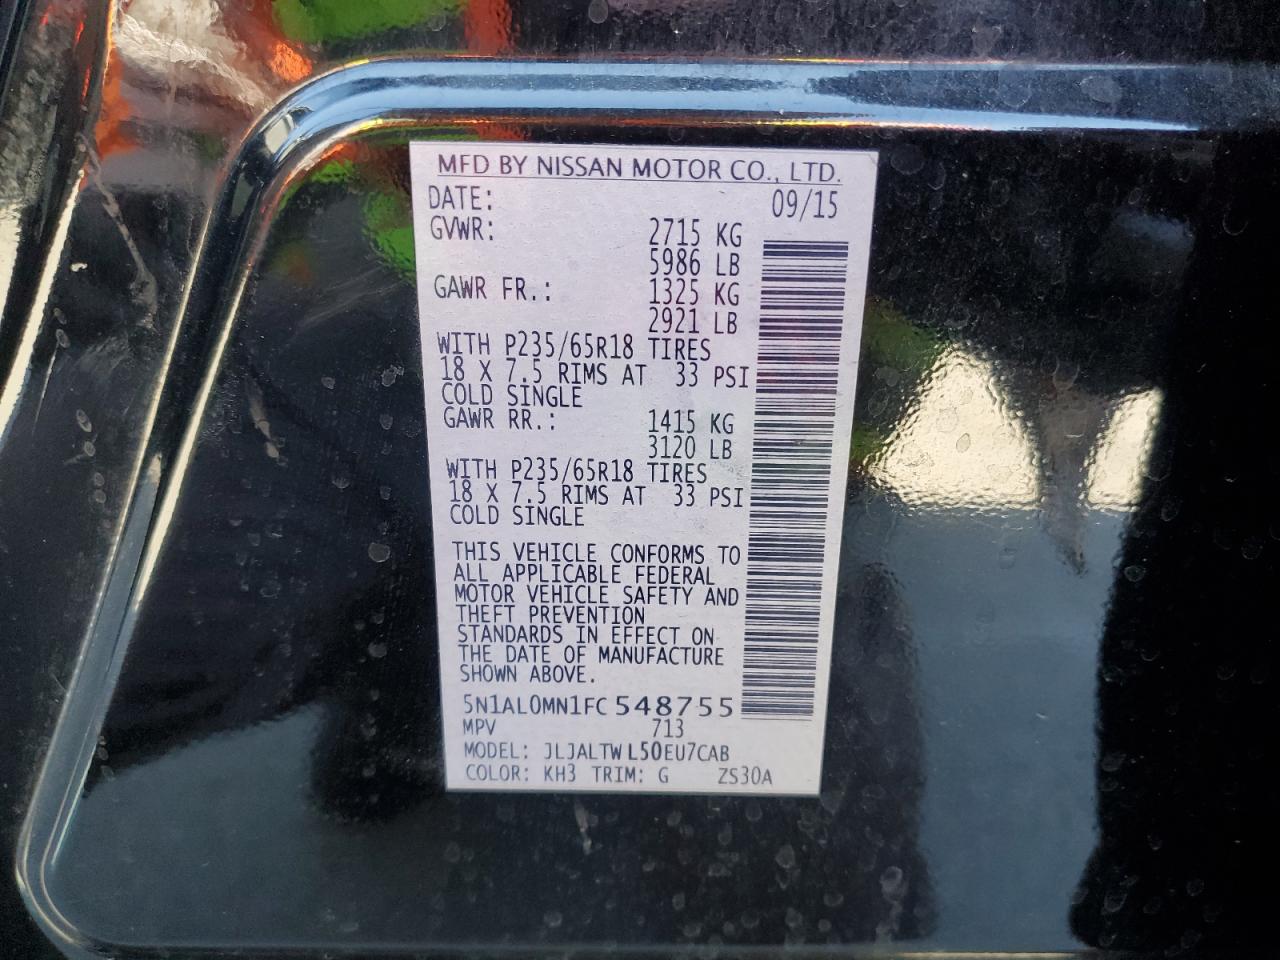 MFD BY NISSAN MOTOR CO., LTD.
DATE: 09/15
GVWR: 2715 KG
5986 LB
GAWR FR.: 1325 KG
2921 LB
WITH P235/65R18 TIRES
18 X 7.5 RIMS AT 33 PSI
COLD SINGLE
GAWR RR.: 1415 KG
3120 LB
WITH P235/65R18 TIRES
18 X 7.5 RIMS AT 33 PSI
COLD SINGLE
THIS VEHICLE CONFORMS TO
ALL APPLICABLE FEDERAL
MOTOR VEHICLE SAFETY AND
THEFT PREVENTION
STANDARDS IN EFFECT ON
THE DATE OF MANUFACTURE
SHOWN ABOVE.
5N1AL0MN1FC548755
MPV 713
MODEL: JLJALTWL50EU7CAB
COLOR: KH3 TRIM: G ZS30A